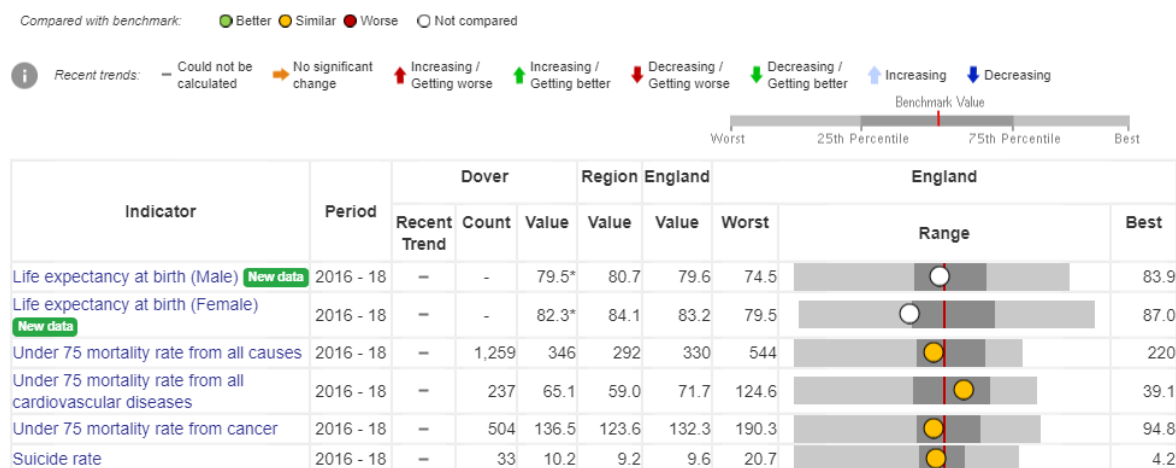 Compared with benchmark: Better Similar Worse Not compared
Recent trends: – Could not be calculated No significant change Increasing / Getting worse Increasing / Getting better Decreasing / Getting worse Decreasing / Getting better Increasing Decreasing
Benchmark Value
Worst 25th Percentile 75th Percentile Best
Indicator Period Dover Region England England
Recent Trend Count Value Value Value Worst Range Best
Life expectancy at birth (Male) New data 2016 - 18 – - 79.5* 80.7 79.6 74.5 83.9
Life expectancy at birth (Female)
New data 2016 - 18 – - 82.3* 84.1 83.2 79.5 87.0
Under 75 mortality rate from all causes 2016 - 18 – 1,259 346 292 330 544 220
Under 75 mortality rate from all
cardiovascular diseases 2016 - 18 – 237 65.1 59.0 71.7 124.6 39.1
Under 75 mortality rate from cancer 2016 - 18 – 504 136.5 123.6 132.3 190.3 94.8
Suicide rate 2016 - 18 – 33 10.2 9.2 9.6 20.7 4.2